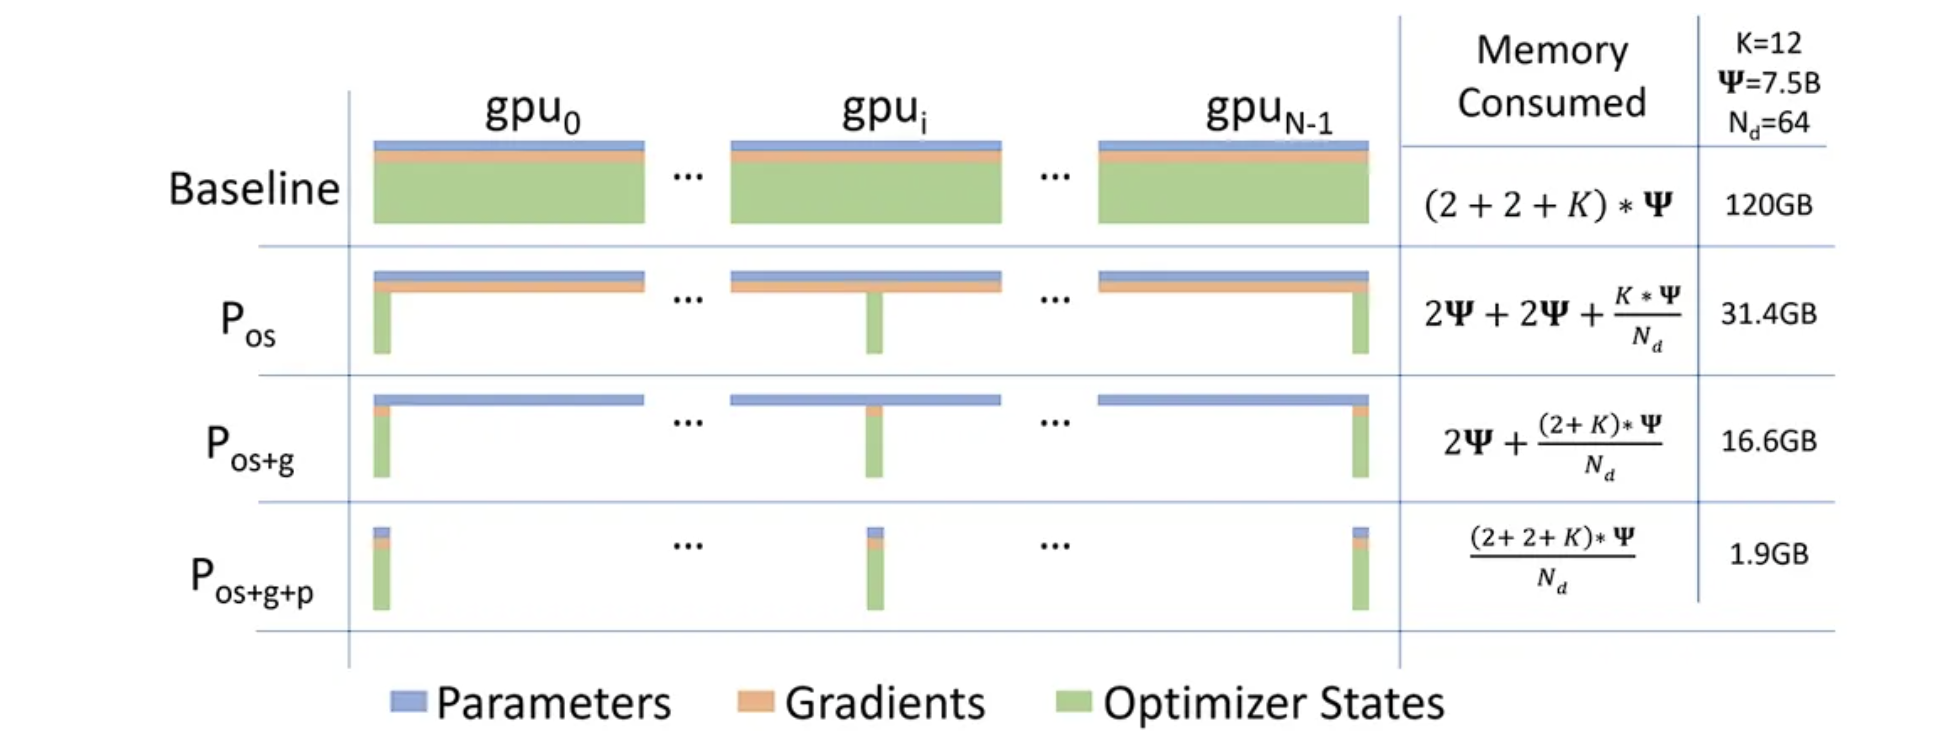 Memory
Consumed
K=12
Ψ=7.5B
N_d=64
gpu_0
gpu_i
gpu_N-1
Baseline
...
...
(2 + 2 + K) * Ψ
120GB
P_os
...
...
2Ψ + 2Ψ + (K * Ψ) / N_d
31.4GB
P_os+g
...
...
2Ψ + ((2+ K)* Ψ) / N_d
16.6GB
P_os+g+p
...
...
((2+ 2+ K)* Ψ) / N_d
1.9GB
Parameters
Gradients
Optimizer States